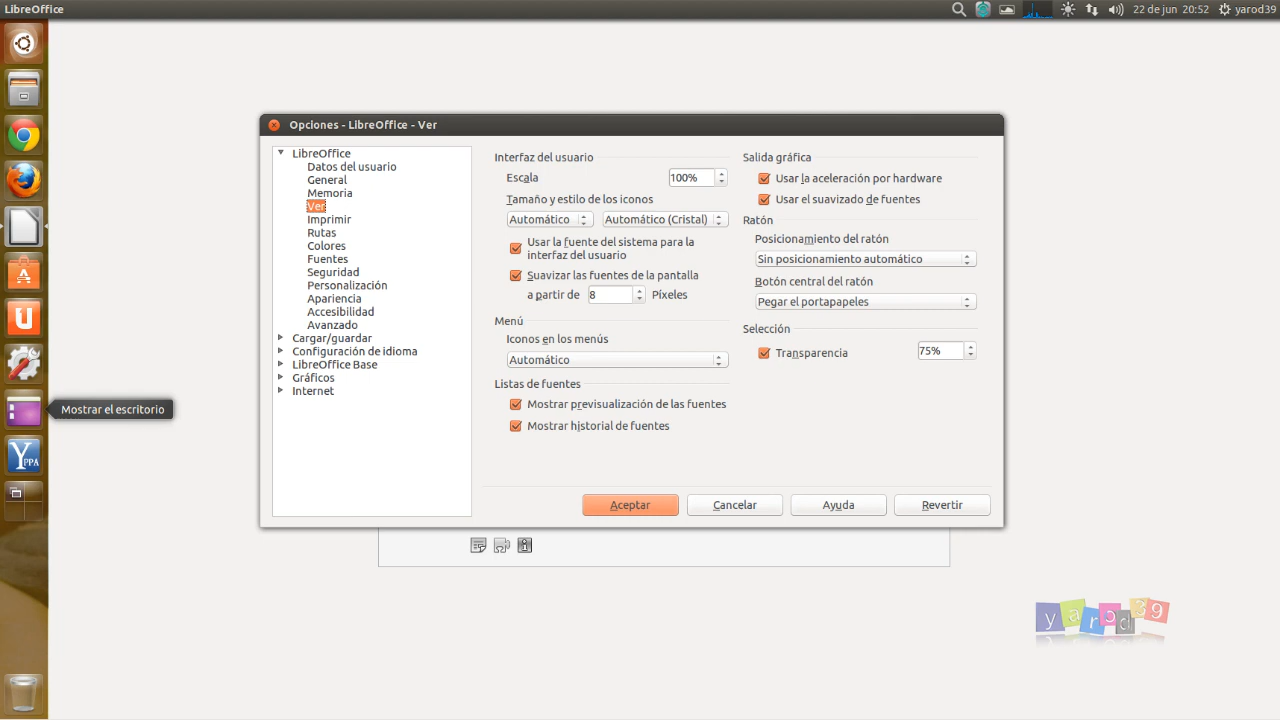 LibreOffice
22 de jun 20:52
yarod39
Opciones - LibreOffice - Ver
LibreOffice
Datos del usuario
General
Memoria
Ver
Imprimir
Rutas
Colores
Fuentes
Seguridad
Personalización
Apariencia
Accesibilidad
Avanzado
Cargar/guardar
Configuración de idioma
LibreOffice Base
Gráficos
Internet
Interfaz del usuario
Escala
100%
Tamaño y estilo de los iconos
Automático
Automático (Cristal)
Usar la fuente del sistema para la
interfaz del usuario
Suavizar las fuentes de la pantalla
a partir de
8
Píxeles
Menú
Iconos en los menús
Automático
Listas de fuentes
Mostrar previsualización de las fuentes
Mostrar historial de fuentes
Salida gráfica
Usar la aceleración por hardware
Usar el suavizado de fuentes
Ratón
Posicionamiento del ratón
Sin posicionamiento automático
Botón central del ratón
Pegar el portapapeles
Selección
Transparencia
75%
Aceptar
Cancelar
Ayuda
Revertir
Mostrar el escritorio
YPPA
yarod39